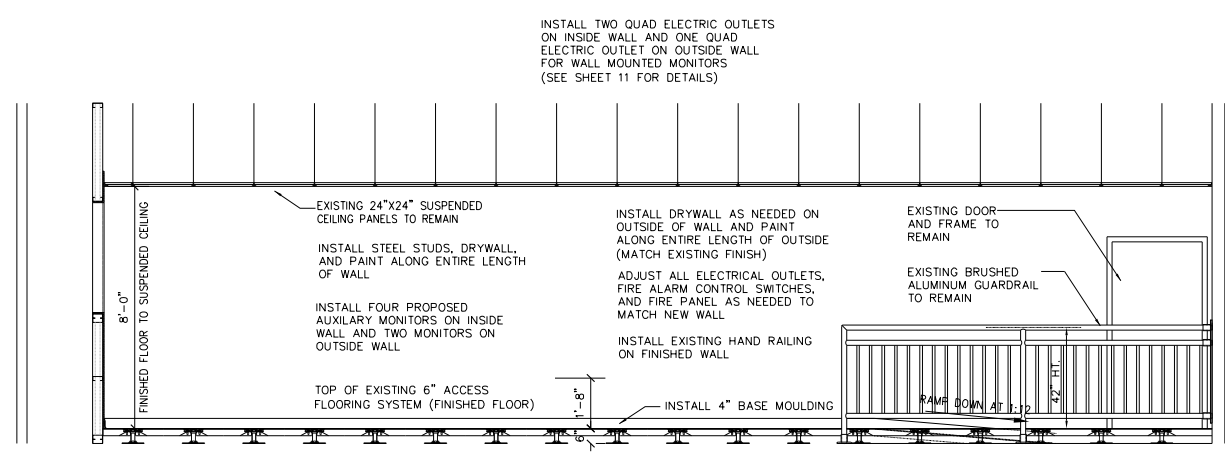 INSTALL TWO QUAD ELECTRIC OUTLETS
ON INSIDE WALL AND ONE QUAD
ELECTRIC OUTLET ON OUTSIDE WALL
FOR WALL MOUNTED MONITORS
(SEE SHEET 11 FOR DETAILS)
8'-0"
FINISHED FLOOR TO SUSPENDED CEILING
EXISTING 24"X24" SUSPENDED
CEILING PANELS TO REMAIN
INSTALL STEEL STUDS, DRYWALL,
AND PAINT ALONG ENTIRE LENGTH
OF WALL
INSTALL FOUR PROPOSED
AUXILARY MONITORS ON INSIDE
WALL AND TWO MONITORS ON
OUTSIDE WALL
TOP OF EXISTING 6" ACCESS
FLOORING SYSTEM (FINISHED FLOOR)
1'-8"
6"
INSTALL DRYWALL AS NEEDED ON
OUTSIDE OF WALL AND PAINT
ALONG ENTIRE LENGTH OF OUTSIDE
(MATCH EXISTING FINISH)
ADJUST ALL ELECTRICAL OUTLETS,
FIRE ALARM CONTROL SWITCHES,
AND FIRE PANEL AS NEEDED TO
MATCH NEW WALL
INSTALL EXISTING HAND RAILING
ON FINISHED WALL
INSTALL 4" BASE MOULDING
EXISTING DOOR
AND FRAME TO
REMAIN
EXISTING BRUSHED
ALUMINUM GUARDRAIL
TO REMAIN
42" HT.
RAMP DOWN AT 1:12